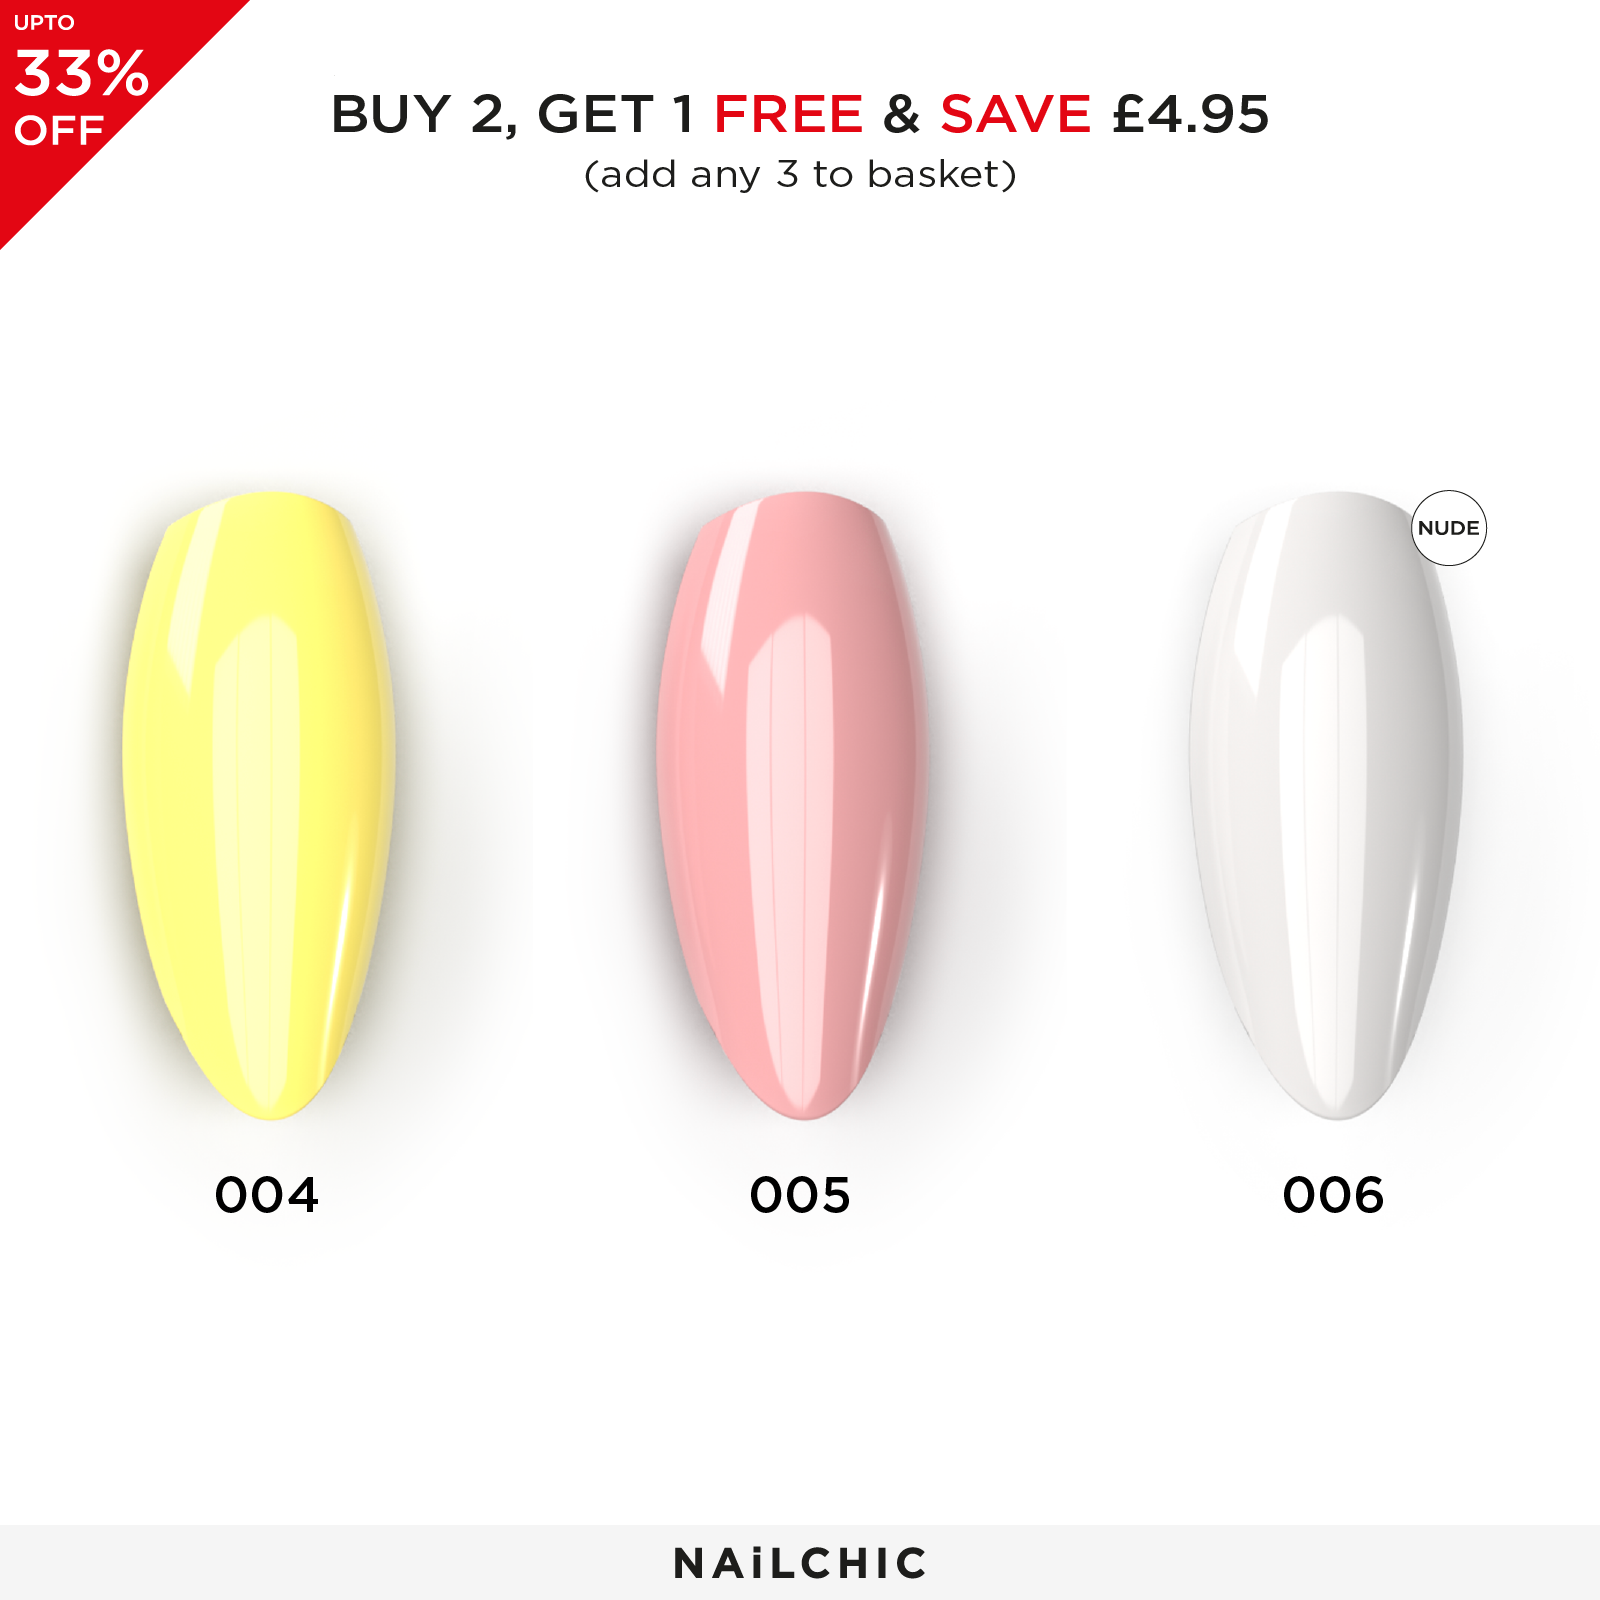 UPTO
33%
OFF
BUY 2, GET 1 FREE & SAVE £4.95
(add any 3 to basket)
NUDE
004
005
006
NAiLCHIC